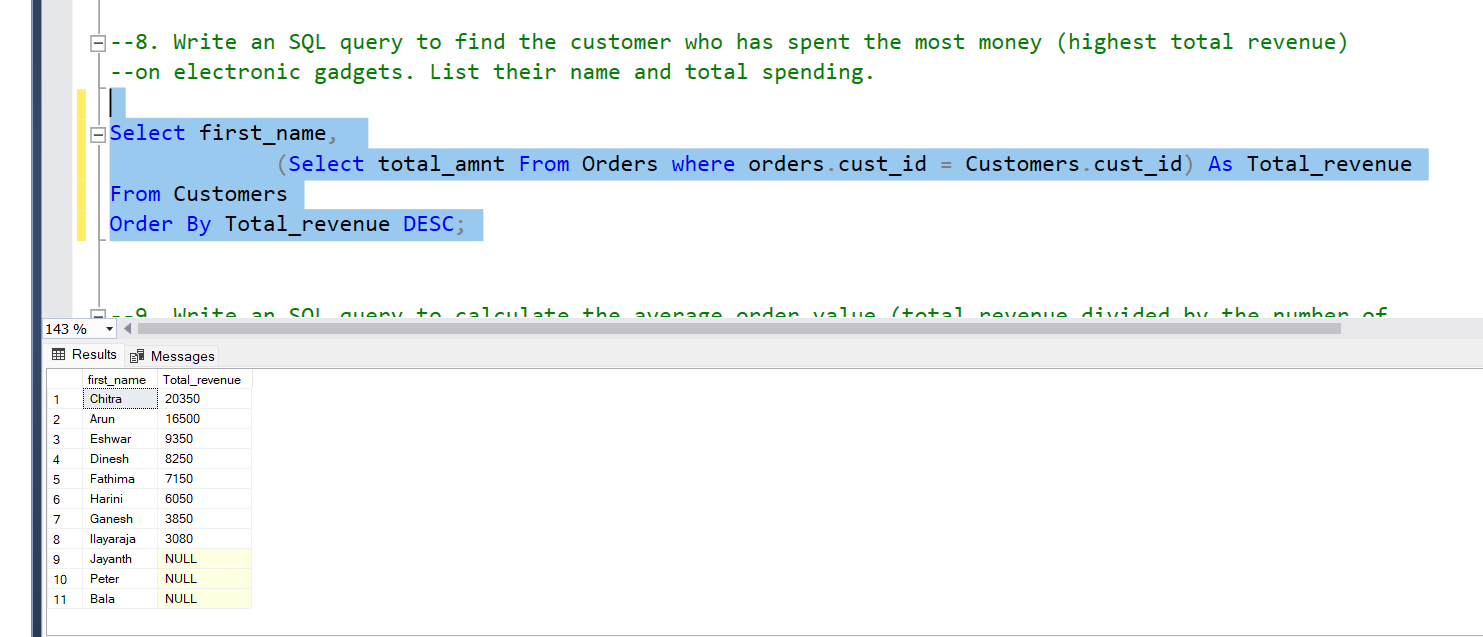 --8. Write an SQL query to find the customer who has spent the most money (highest total revenue)
--on electronic gadgets. List their name and total spending.
Select first_name,
(Select total_amnt From Orders where orders.cust_id = Customers.cust_id) As Total_revenue
From Customers
Order By Total_revenue DESC;
--9. Write an SQL query to calculate the average order value (total revenue divided by the number of
143 %
Results Messages
first_name Total_revenue
1 Chitra 20350
2 Arun 16500
3 Eshwar 9350
4 Dinesh 8250
5 Fathima 7150
6 Harini 6050
7 Ganesh 3850
8 Ilayaraja 3080
9 Jayanth NULL
10 Peter NULL
11 Bala NULL